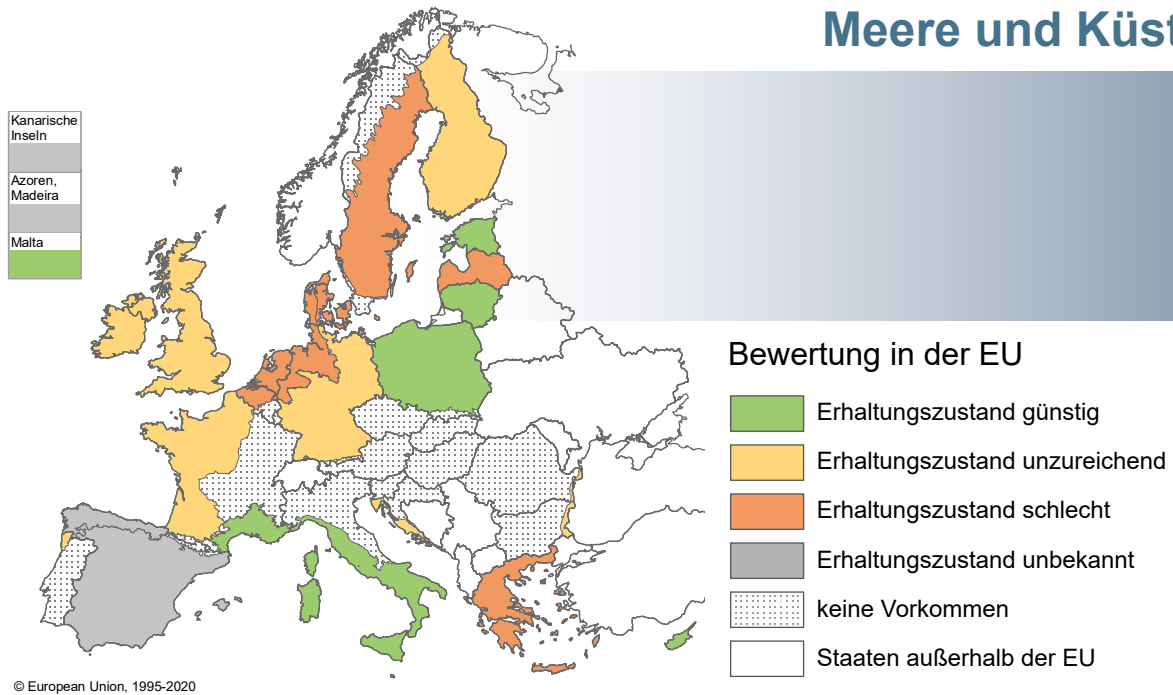 Meere und Küst
Kanarische
Inseln
Azoren,
Madeira
Malta
Bewertung in der EU
Erhaltungszustand günstig
Erhaltungszustand unzureichend
Erhaltungszustand schlecht
Erhaltungszustand unbekannt
keine Vorkommen
Staaten außerhalb der EU
© European Union, 1995-2020